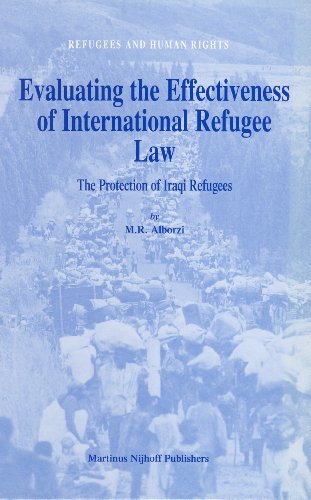 REFUGEES AND HUMAN RIGHTS
Evaluating the Effectiveness
of International Refugee
Law
The Protection of Iraqi Refugees
by
M.R. Alborzi
Martinus Nijhoff Publishers